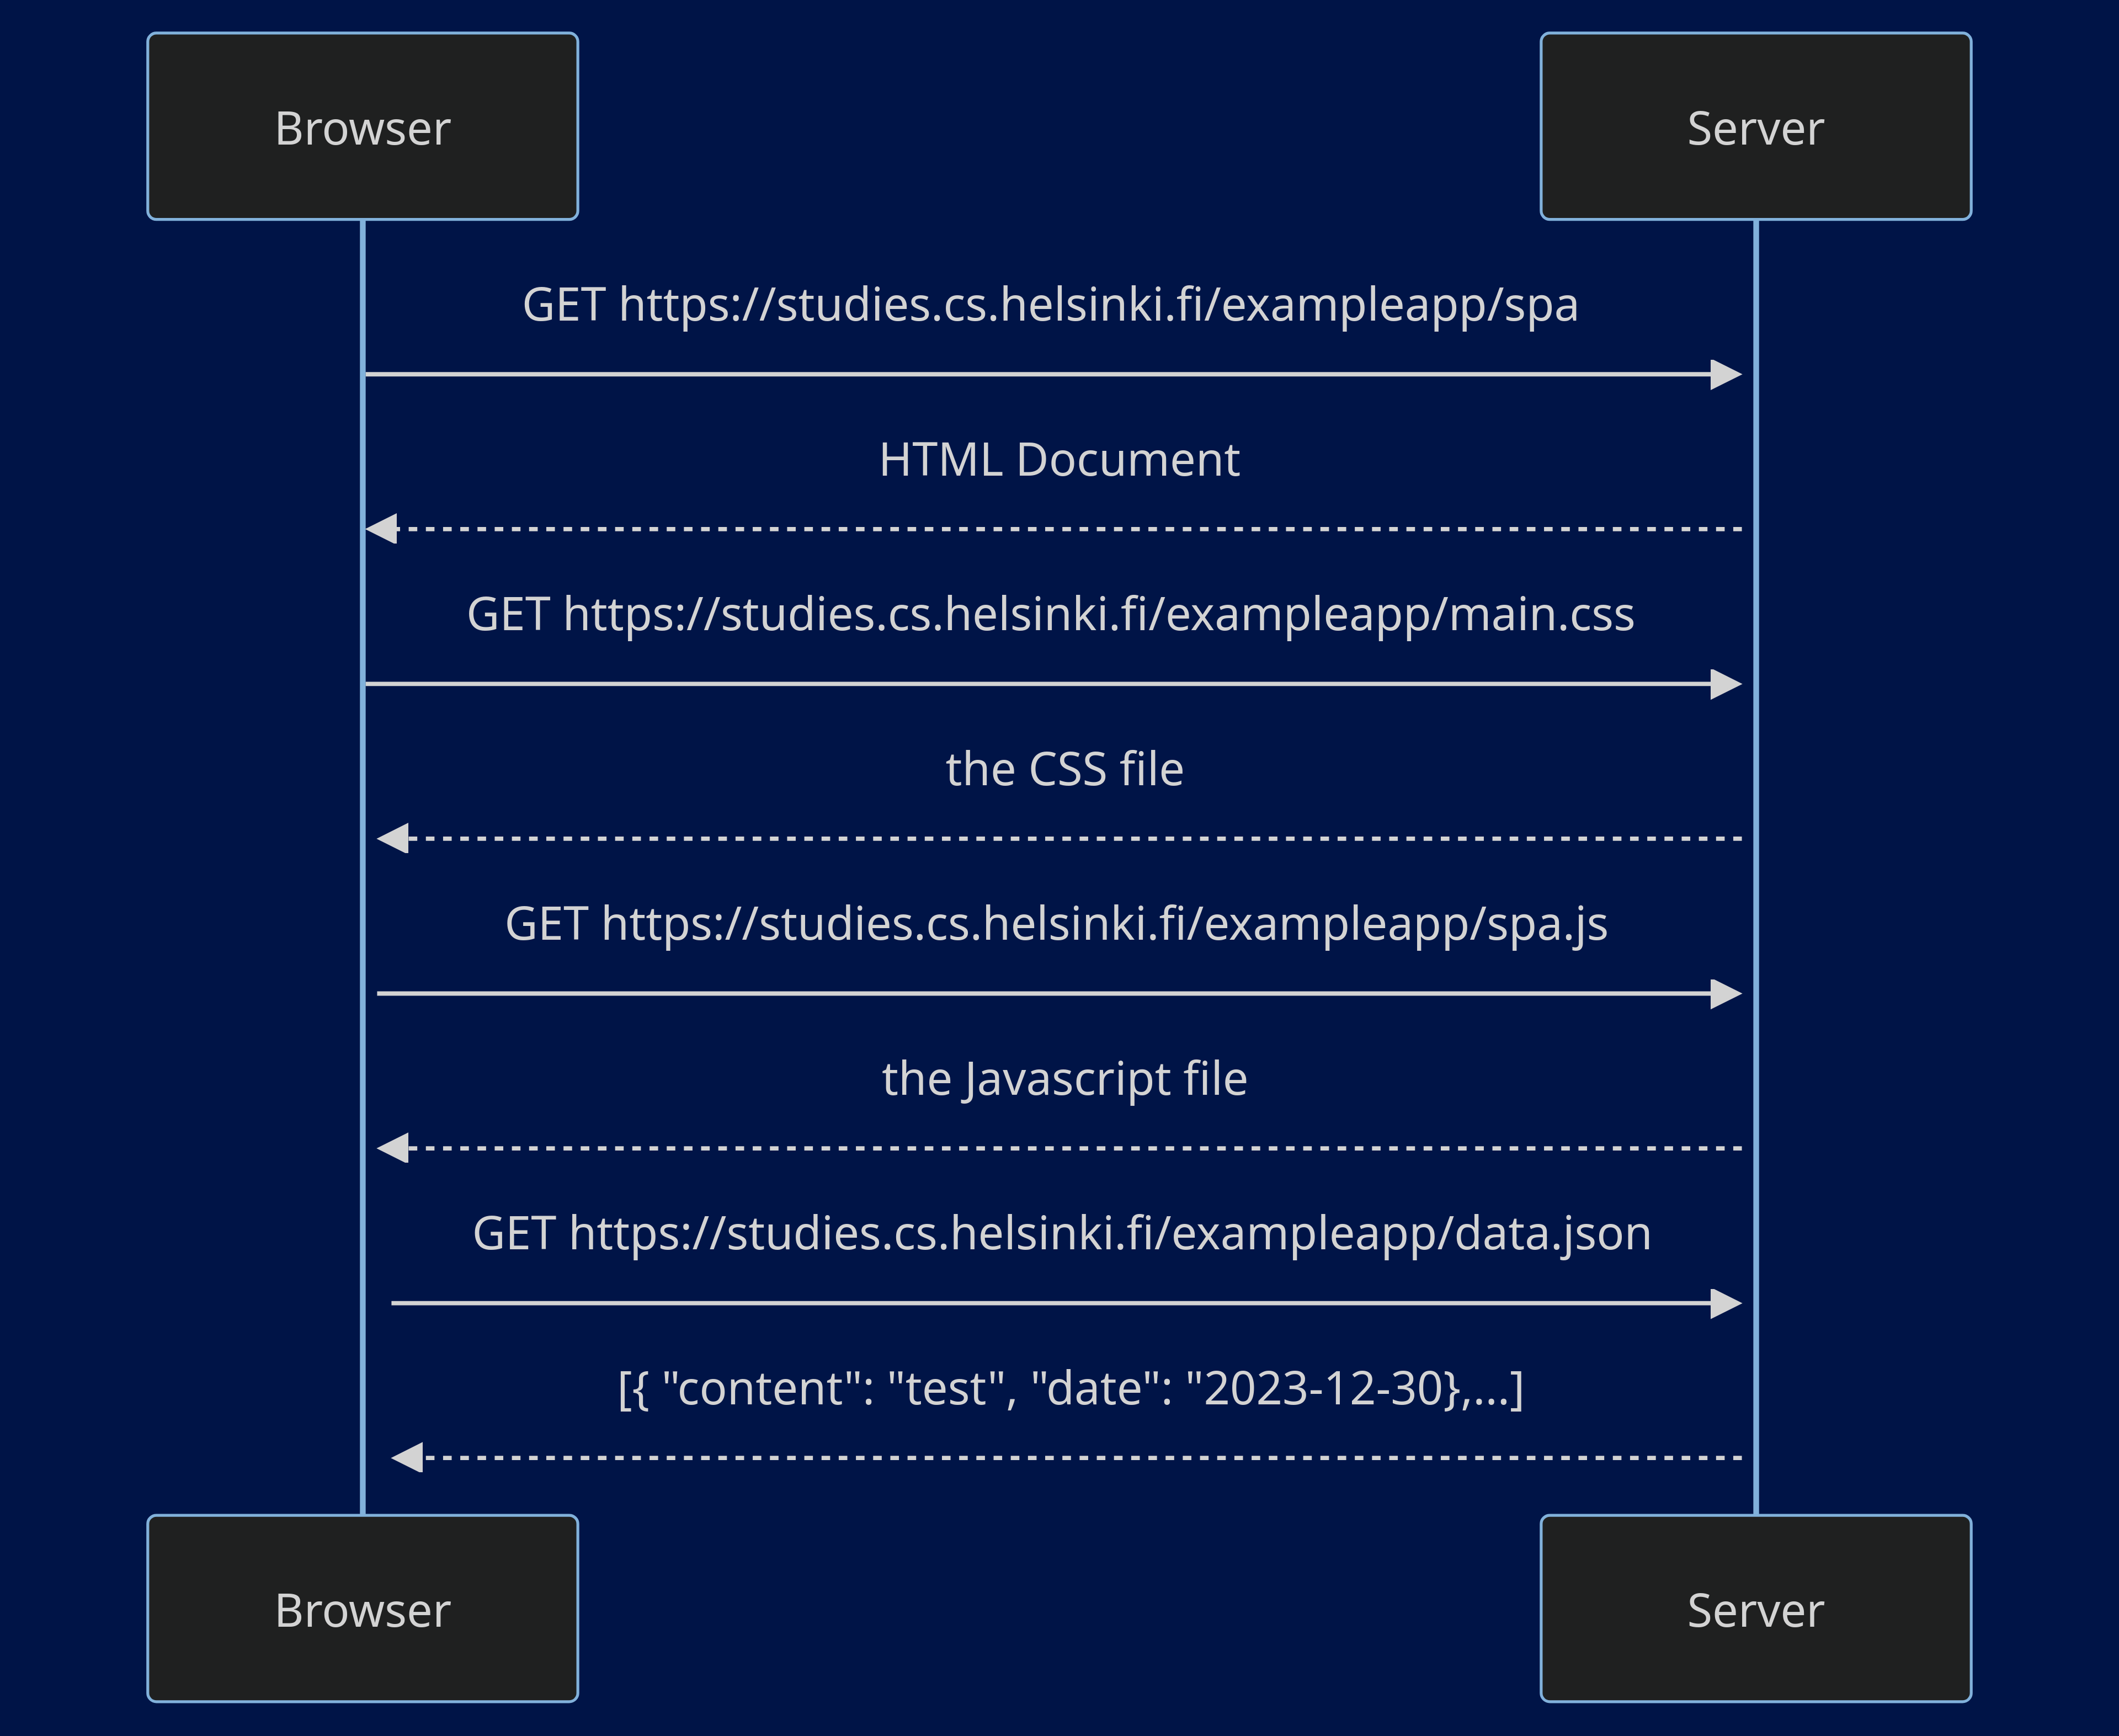 Browser
Server
GET https://studies.cs.helsinki.fi/exampleapp/spa
HTML Document
GET https://studies.cs.helsinki.fi/exampleapp/main.css
the CSS file
GET https://studies.cs.helsinki.fi/exampleapp/spa.js
the Javascript file
GET https://studies.cs.helsinki.fi/exampleapp/data.json
[{ "content": "test", "date": "2023-12-30},...]
Browser
Server